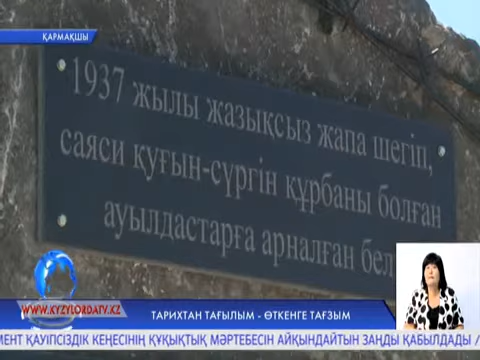 ҚАРМАҚШЫ
1937 жылы жазықсыз жапа шегіп,
саяси қуғын-сүргін құрбаны болған
ауылдастарға арналған бел
WWW.KYZYLORDATV.KZ
ТАРИХТАН ТАҒЫЛЫМ - ӨТКЕНГЕ ТАҒЗЫМ
МЕНТ ҚАУІПСІЗДІК КЕҢЕСІНІҢ ҚҰҚЫҚТЫҚ МӘРТЕБЕСІН АЙҚЫНДАЙТЫН ЗАҢДЫ ҚАБЫЛДАДЫ /